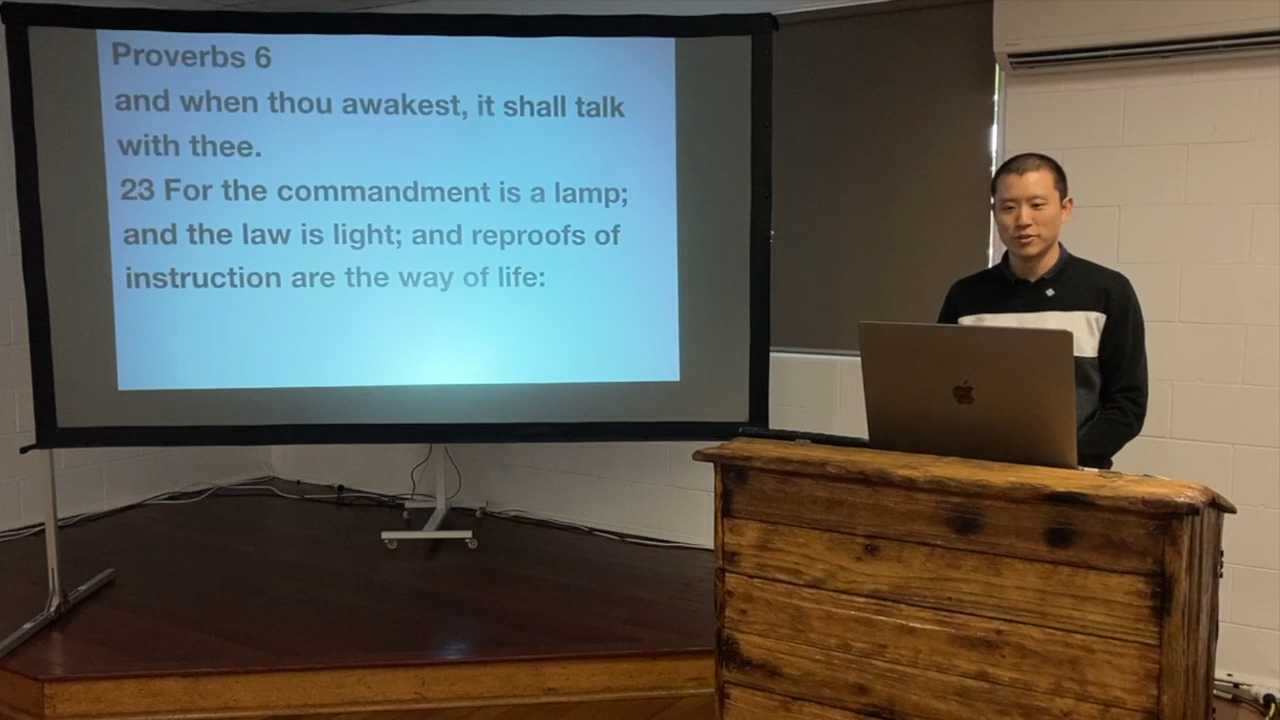 Proverbs 6
and when thou awakest, it shall talk
with thee.
23 For the commandment is a lamp;
and the law is light; and reproofs of
instruction are the way of life: